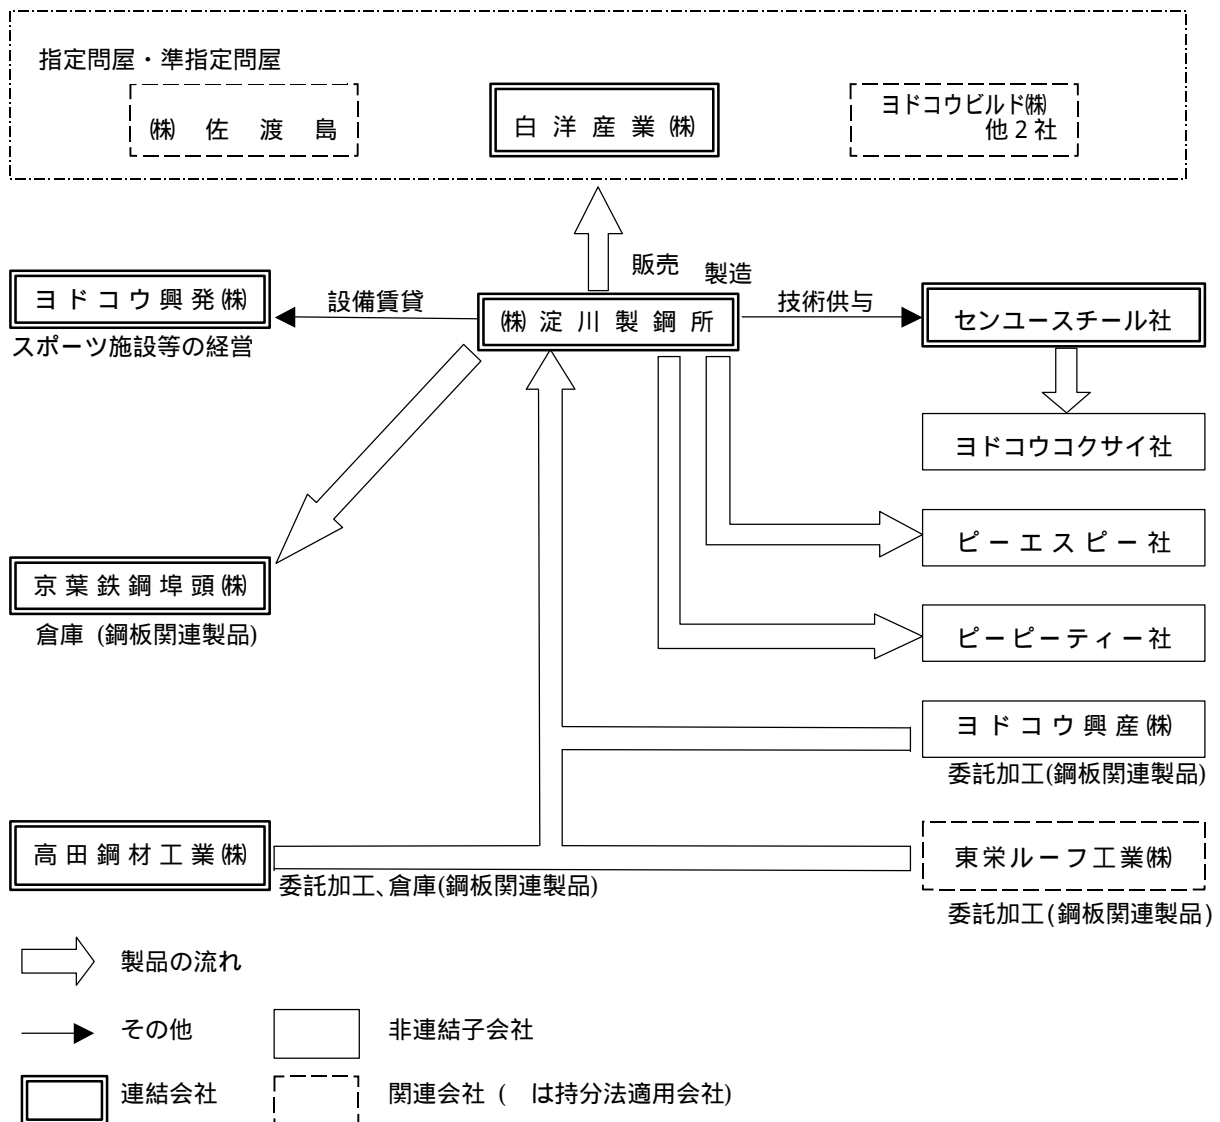 指定問屋・準指定問屋
㈱ 佐 渡 島
白 洋 産 業 ㈱
ヨドコウビルド㈱
他２社
販売
製造
ヨ ド コ ウ 興 発 ㈱
設備賃貸
㈱ 淀 川 製 鋼 所
技術供与
センユースチール社
スポーツ施設等の経営
ヨドコウコクサイ社
ピ ー エ ス ピ ー 社
京 葉 鉄 鋼 埠 頭 ㈱
倉庫 (鋼板関連製品)
ピーピーティー社
ヨ ド コ ウ 興 産 ㈱
委託加工(鋼板関連製品)
高 田 鋼 材 工 業 ㈱
東栄ルーフ工業㈱
委託加工、倉庫(鋼板関連製品)
委託加工(鋼板関連製品)
製品の流れ
その他
非連結子会社
連結会社
関連会社 ( は持分法適用会社)